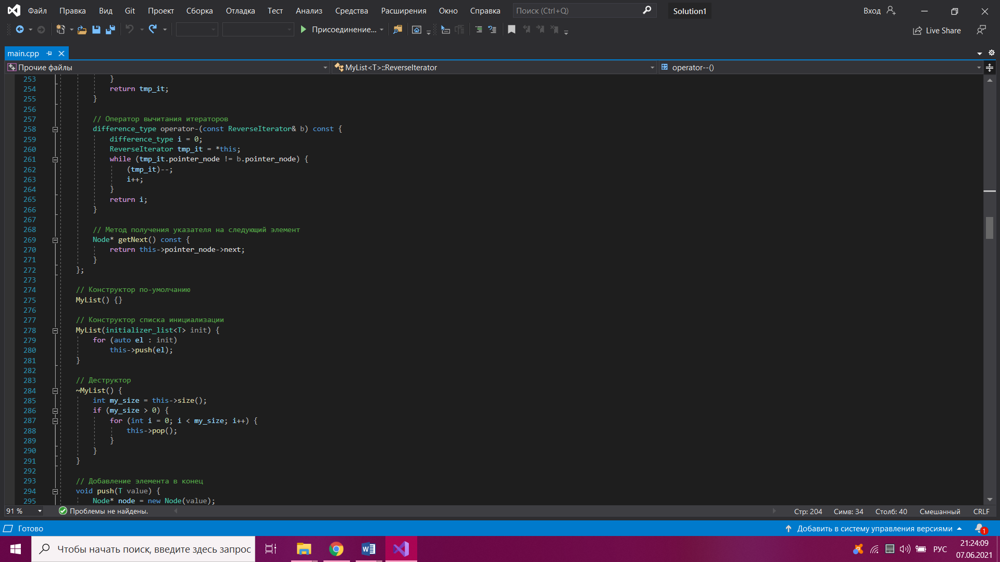 Файл Правка Вид Git Проект Сборка Отладка Тест Анализ Средства Расширения Окно Справка Поиск (Ctrl+Q) Solution1 Вход
Присоединение... Live Share
main.cpp
Прочие файлы MyList<T>::ReverseIterator operator--()
253 }
254 return tmp_it;
255 }
256
257 // Оператор вычитания итераторов
258 difference_type operator-(const ReverseIterator& b) const {
259 difference_type i = 0;
260 ReverseIterator tmp_it = *this;
261 while (tmp_it.pointer_node != b.pointer_node) {
262 (tmp_it)--;
263 i++;
264 }
265 return i;
266 }
267
268 // Метод получения указателя на следующий элемент
269 Node* getNext() const {
270 return this->pointer_node->next;
271 }
272 };
273
274 // Конструктор по-умолчанию
275 MyList() {}
276
277 // Конструктор списка инициализации
278 MyList(initializer_list<T> init) {
279 for (auto el : init)
280 this->push(el);
281 }
282
283 // Деструктор
284 ~MyList() {
285 int my_size = this->size();
286 if (my_size > 0) {
287 for (int i = 0; i < my_size; i++) {
288 this->pop();
289 }
290 }
291 }
292
293 // Добавление элемента в конец
294 void push(T value) {
295 Node* node = new Node(value);
91 % Проблемы не найдены. Стр: 204 Симв: 34 Столб: 40 Смешанный CRLF
Готово Добавить в систему управления версиями 1
Чтобы начать поиск, введите здесь запрос РУС 21:24:09
07.06.2021